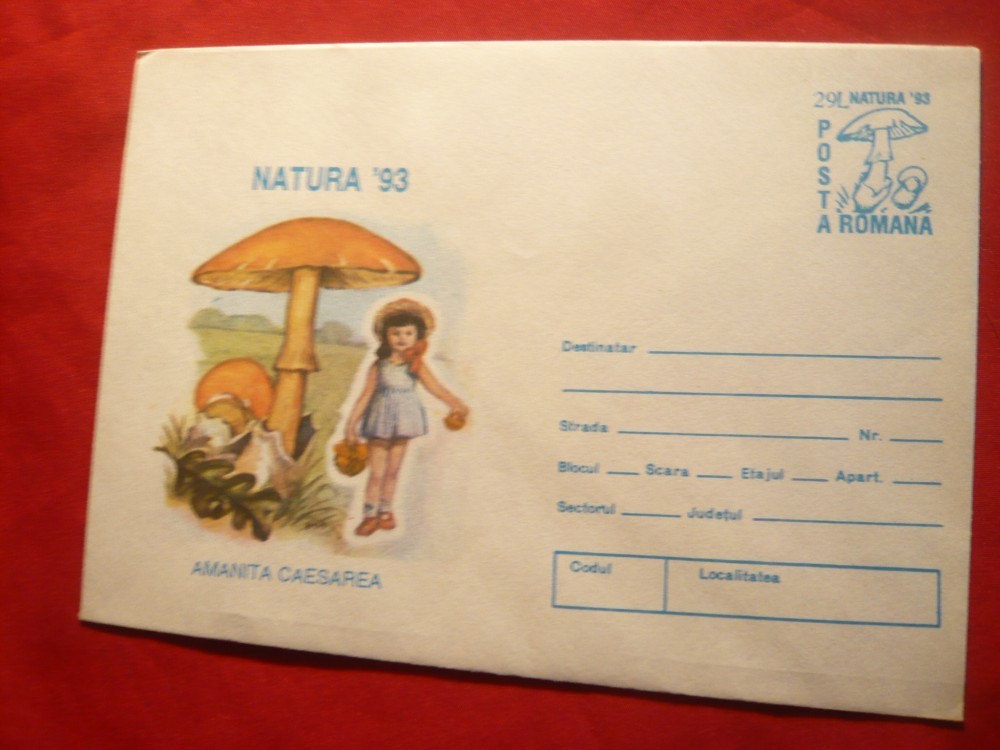 29L NATURA '93
POSTA ROMANA
NATURA '93
Destinatar
Strada Nr.
Blocul Scara Etajul Apart.
Sectorul Județul
Codul Localitatea
AMANITA CAESAREA